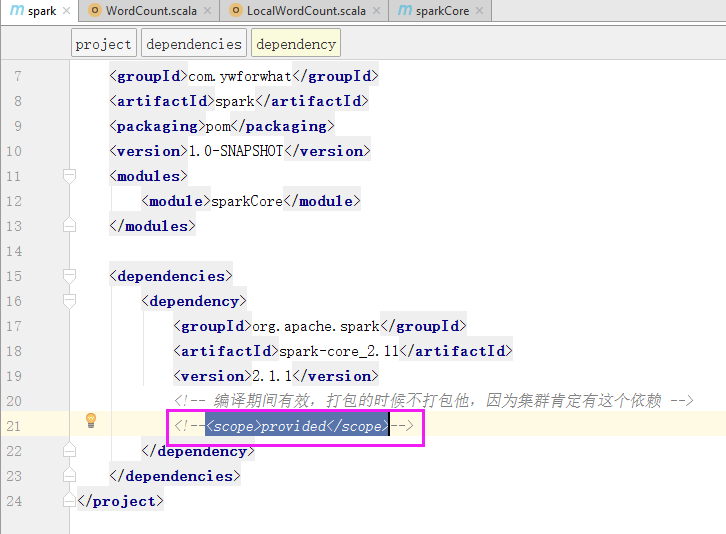 spark WordCount.scala LocalWordCount.scala sparkCore
project dependencies dependency
7 <groupId>com.ywforwhat</groupId>
8 <artifactId>spark</artifactId>
9 <packaging>pom</packaging>
10 <version>1.0-SNAPSHOT</version>
11 <modules>
12 <module>sparkCore</module>
13 </modules>
14
15 <dependencies>
16 <dependency>
17 <groupId>org.apache.spark</groupId>
18 <artifactId>spark-core_2.11</artifactId>
19 <version>2.1.1</version>
20 <!-- 编译期间有效，打包的时候不打包他，因为集群肯定有这个依赖 -->
21 <!--<scope>provided</scope>-->
22 </dependency>
23 </dependencies>
24 </project>